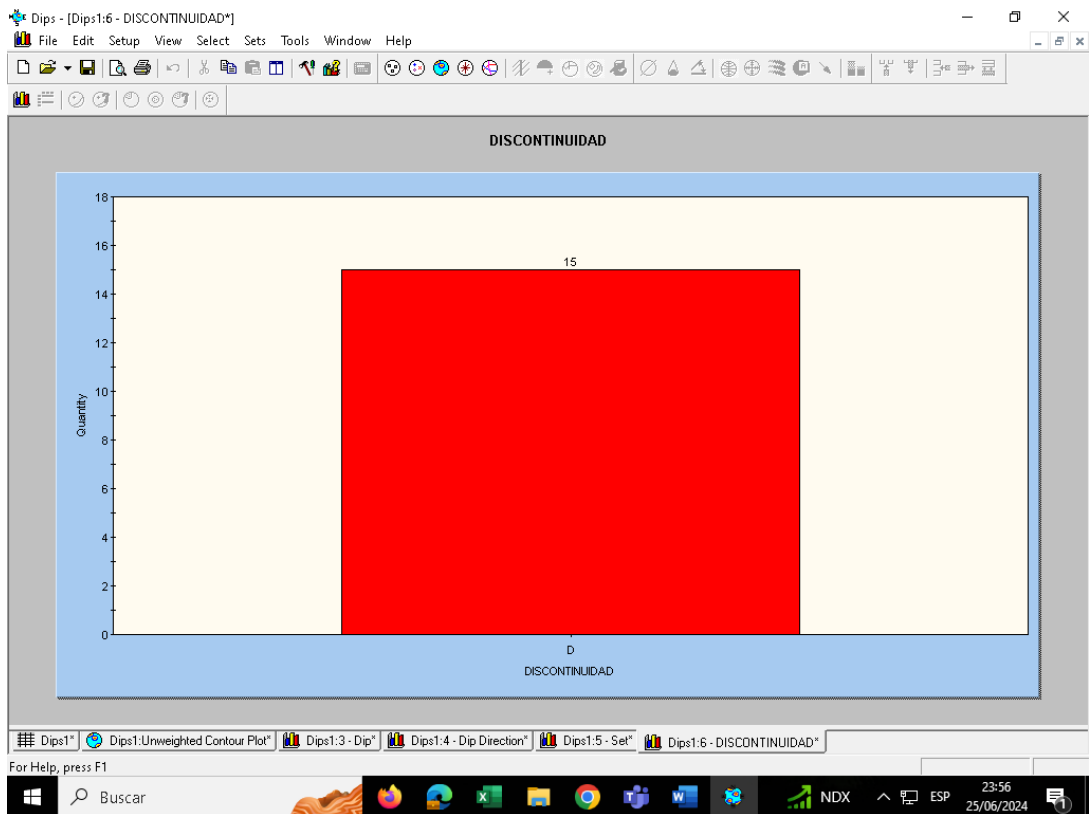 Dips - [Dips1:6 - DISCONTINUIDAD*]
File Edit Setup View Select Sets Tools Window Help
DISCONTINUIDAD
18
16
14
12
10
8
6
4
2
0
Quantity
15
D
DISCONTINUIDAD
Dips1* Dips1:Unweighted Contour Plot* Dips1:3 - Dip* Dips1:4 - Dip Direction* Dips1:5 - Set* Dips1:6 - DISCONTINUIDAD*
For Help, press F1
Buscar NDX ESP 23:56
25/06/2024
1